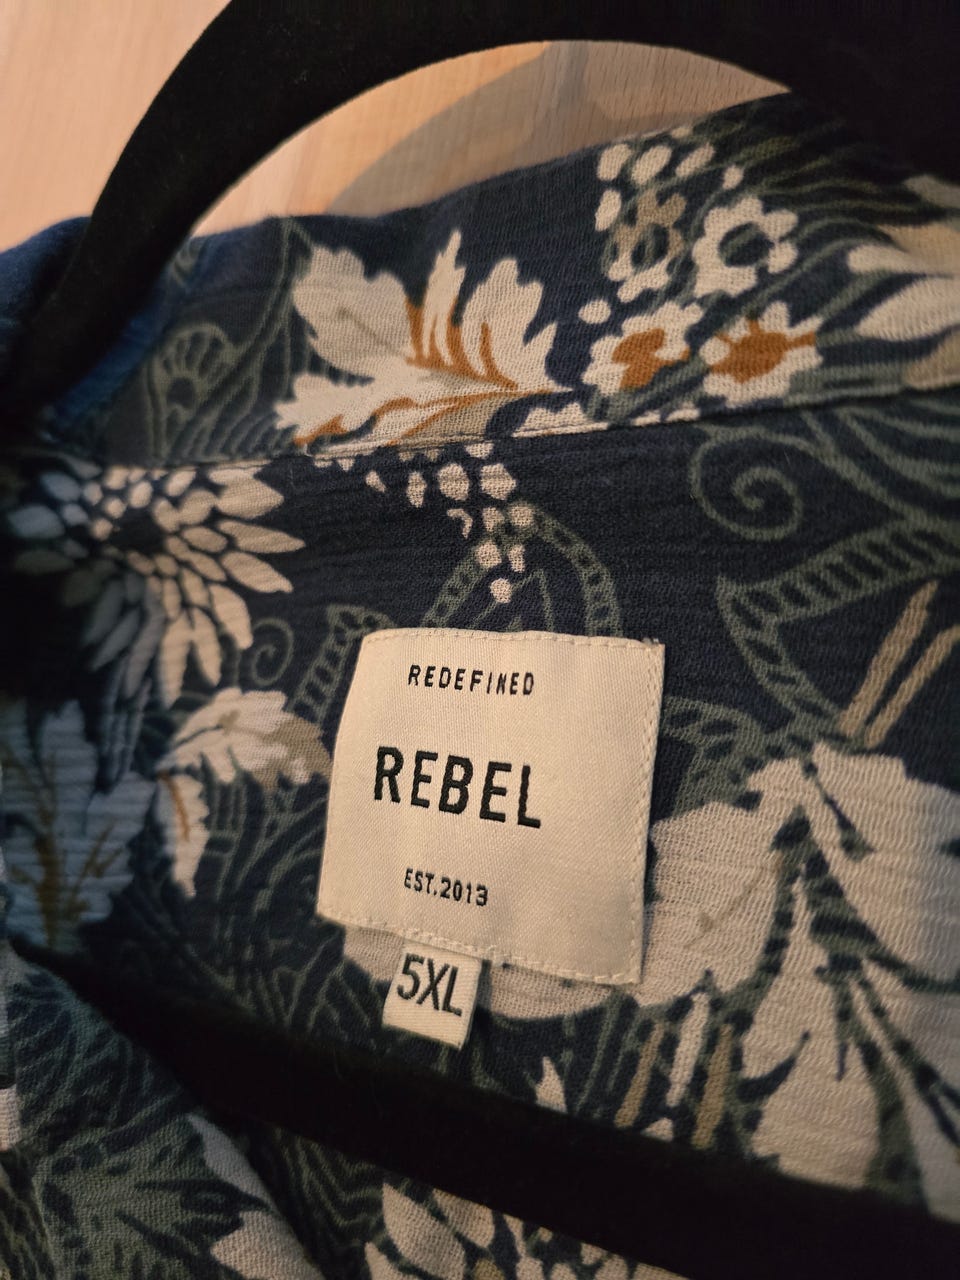 REDEFINED
REBEL
EST.2013
5XL